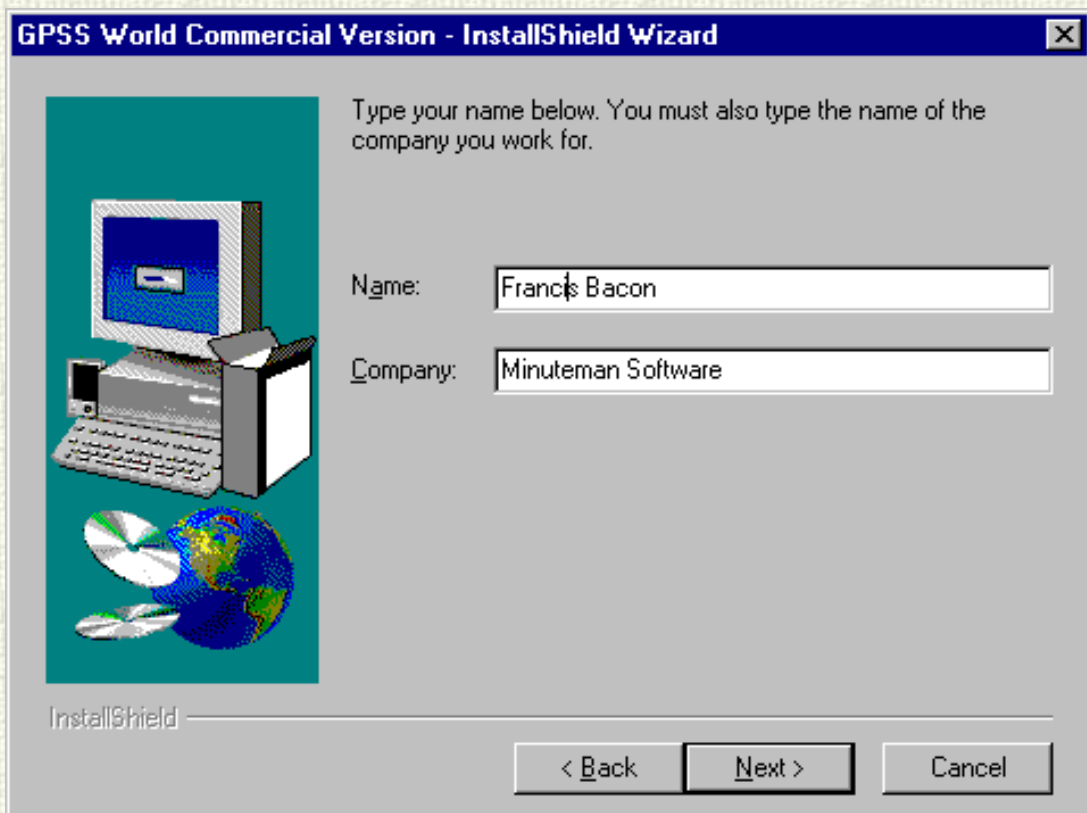 GPSS World Commercial Version - InstallShield Wizard
Type your name below. You must also type the name of the
company you work for.
Name:
Francis Bacon
Company:
Minuteman Software
InstallShield
< Back
Next >
Cancel